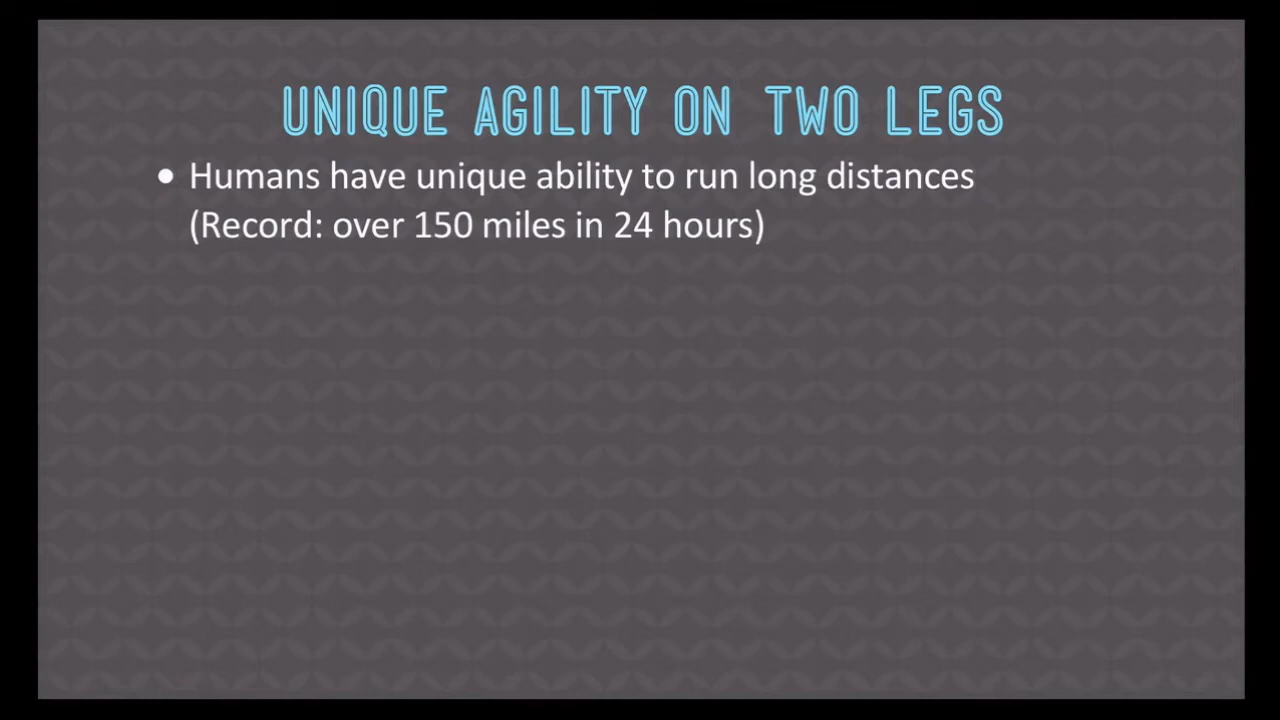 UNIQUE AGILITY ON TWO LEGS
• Humans have unique ability to run long distances
(Record: over 150 miles in 24 hours)